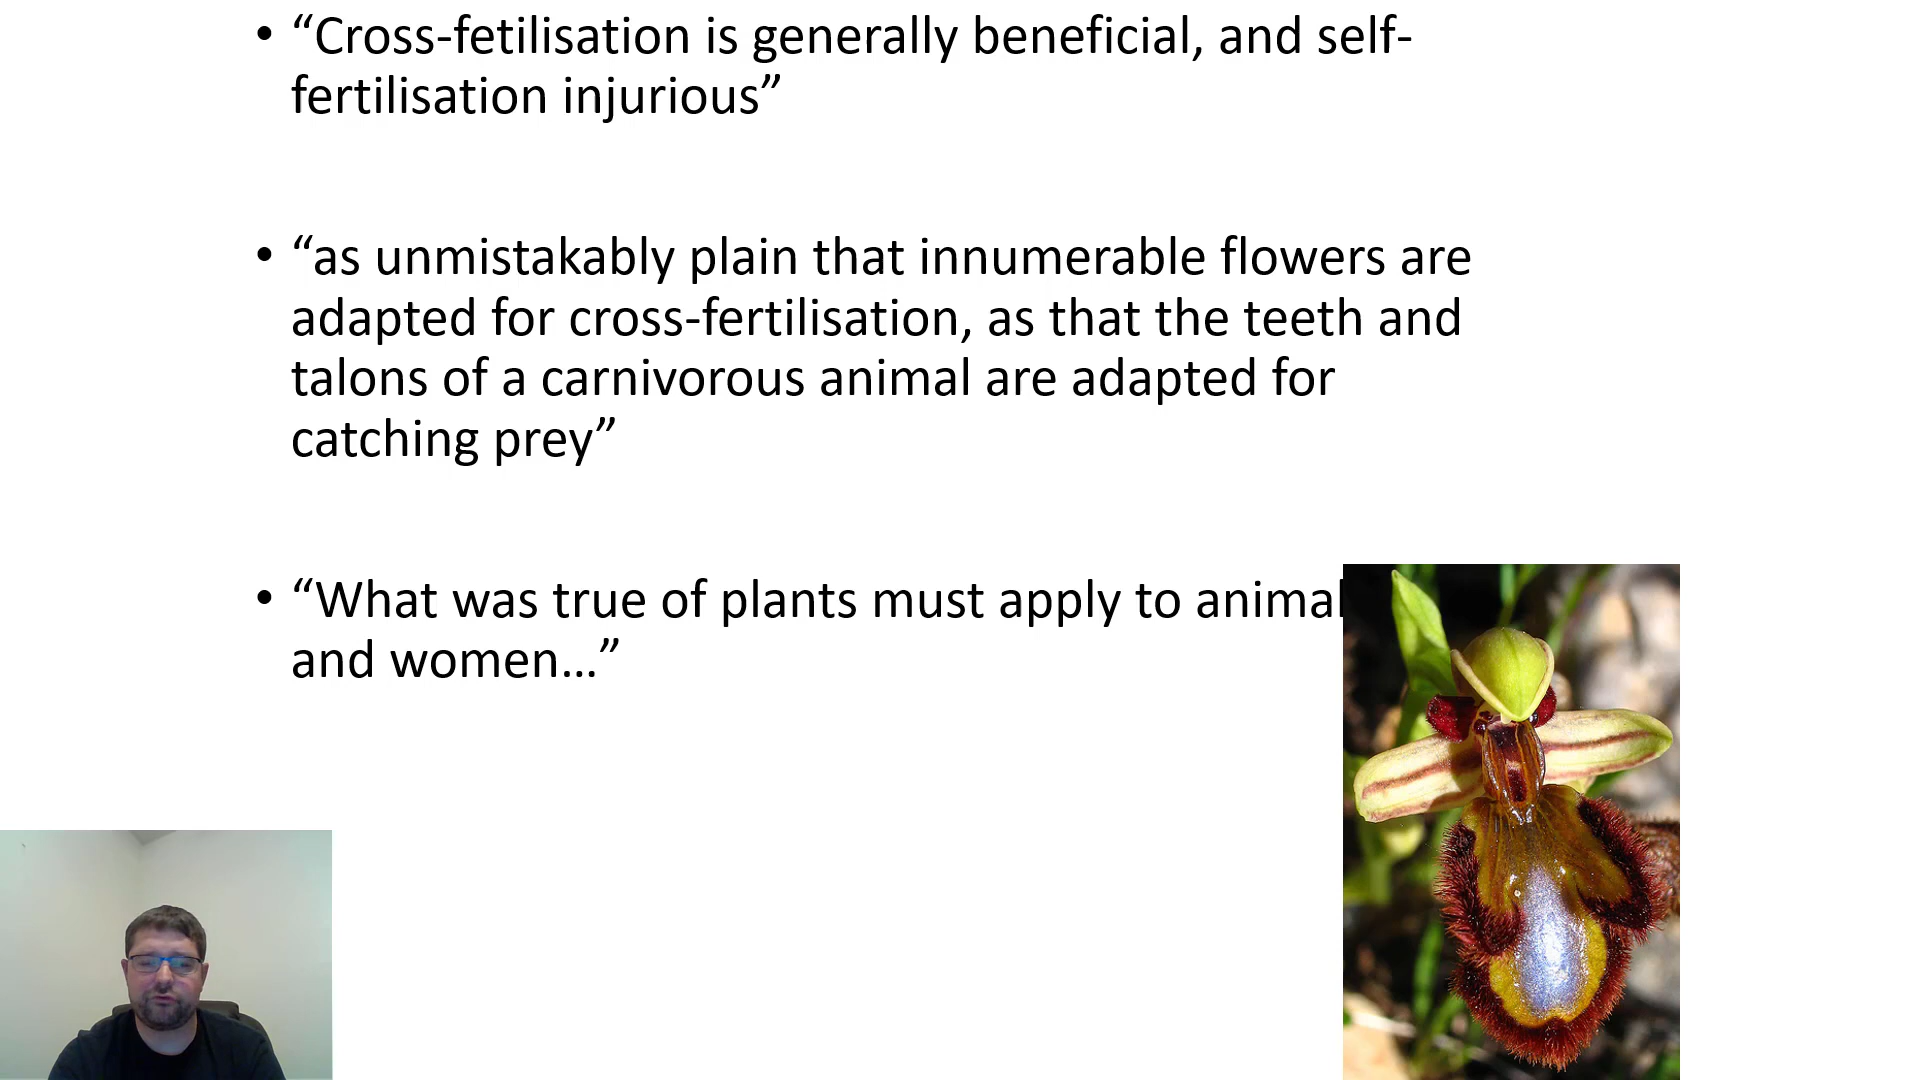 • “Cross-fetilisation is generally beneficial, and self-
fertilisation injurious”
• “as unmistakably plain that innumerable flowers are
adapted for cross-fertilisation, as that the teeth and
talons of a carnivorous animal are adapted for
catching prey”
• “What was true of plants must apply to animal
and women...”